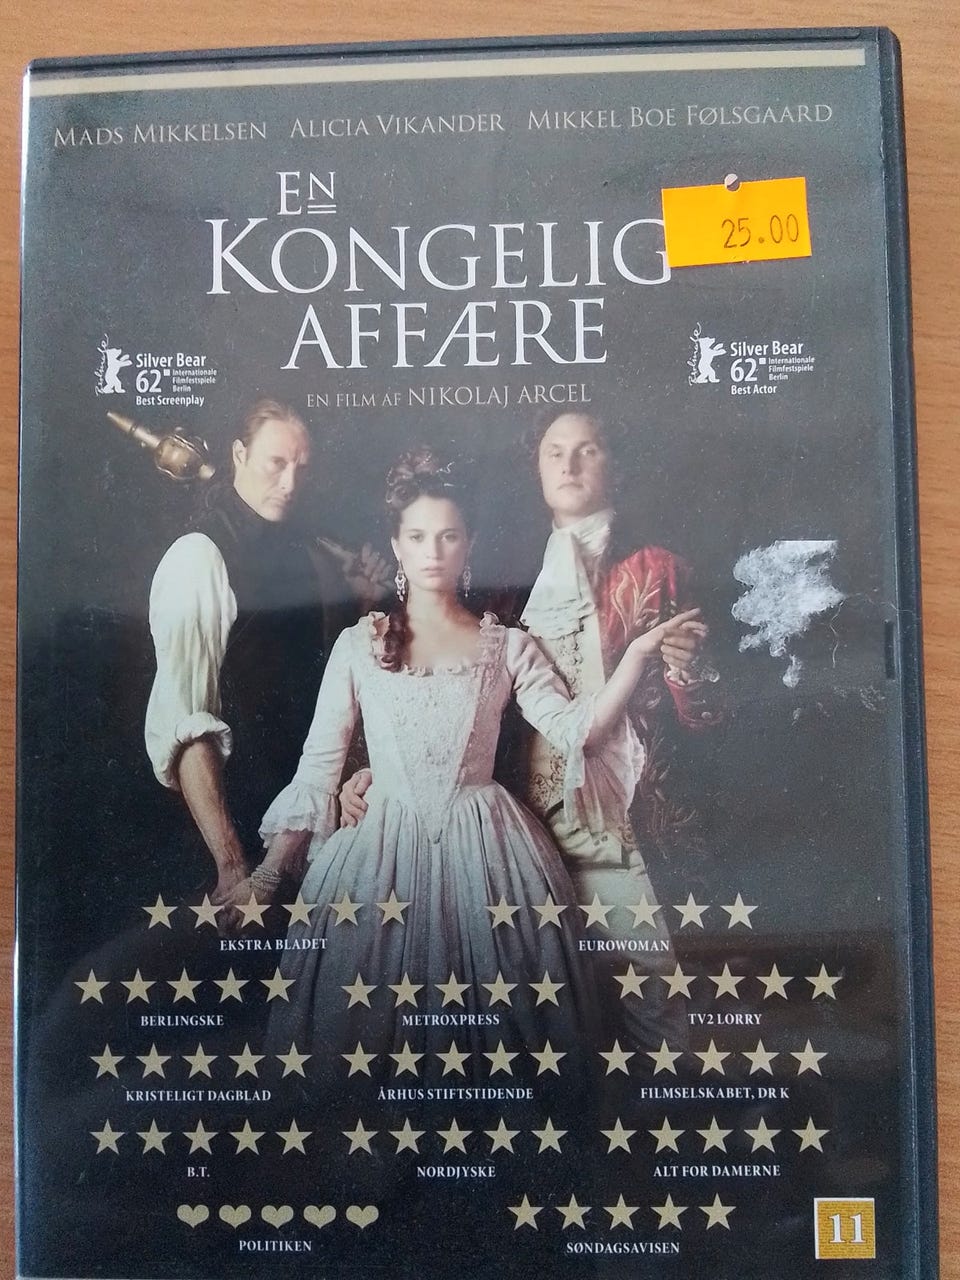 MADS MIKKELSEN ALICIA VIKANDER MIKKEL BOE FØLSGAARD
EN
KONGELIG
AFFÆRE
25.00
EN FILM AF NIKOLAJ ARCEL
Silver Bear
62
Internationale
Filmfestspiele
Berlin
Best Screenplay
Silver Bear
62
Internationale
Filmfestspiele
Berlin
Best Actor
EKSTRA BLADET
EUROWOMAN
BERLINGSKE
METROXPRESS
TV2 LORRY
KRISTELIGT DAGBLAD
ÅRHUS STIFTSTIDENDE
FILMSELSKABET, DR K
B.T.
NORDJYSKE
ALT FOR DAMERNE
POLITIKEN
SØNDAGSAVISEN
11